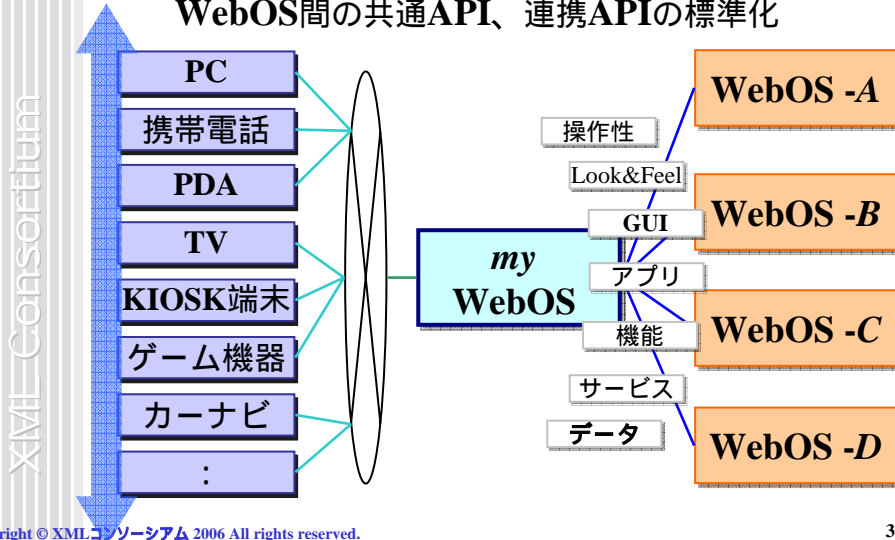 WebOS間の共通API、連携APIの標準化
XML Consortium
PC
携帯電話
PDA
TV
KIOSK端末
ゲーム機器
カーナビ
:
my
WebOS
操作性
Look&Feel
GUI
アプリ
機能
サービス
データ
WebOS -A
WebOS -B
WebOS -C
WebOS -D
right © XMLコンソーシアム 2006 All rights reserved.
3